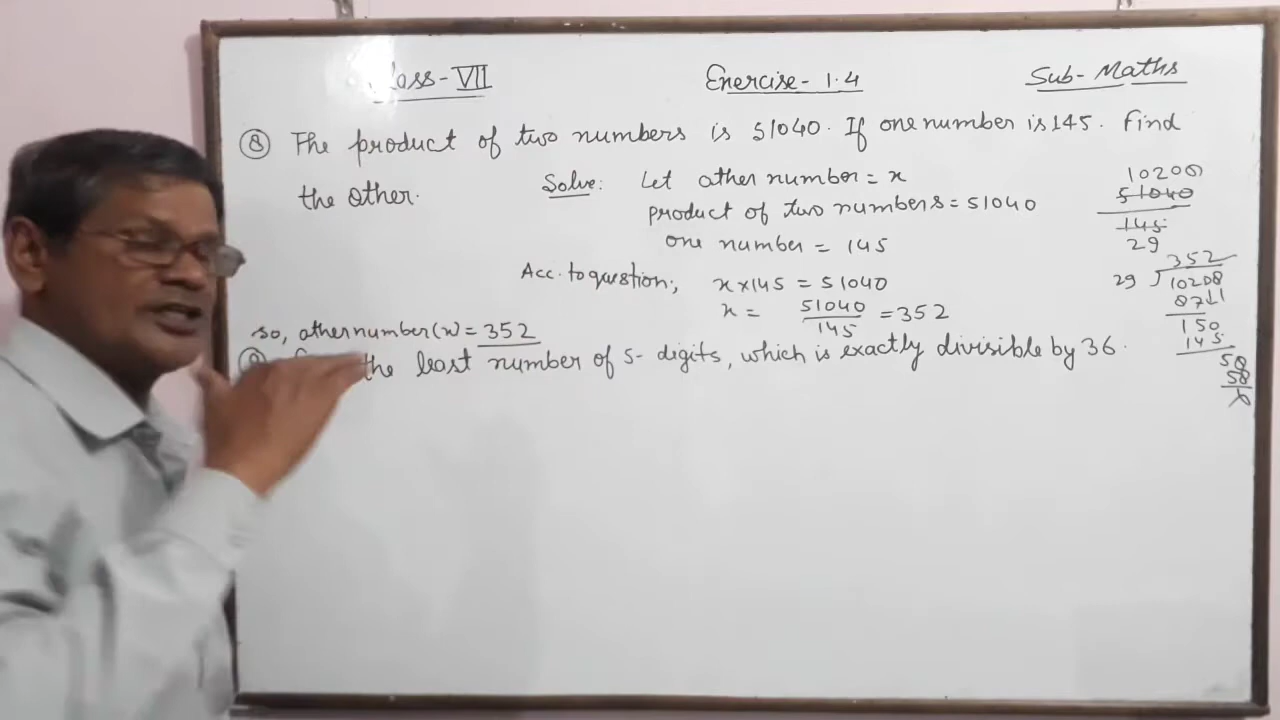 Class-VII Enercise-1.4 Sub-Maths
8 The product of two numbers is 51040. If one number is 145. Find
the other. Solve: Let other number = x
product of two numbers = 51040
one number = 145
Acc. to question; x×145 = 51040
x = 51040/145 = 352
so, other number (x) = 352
the least number of 5-digits, which is exactly divisible by 36.
51040
145
29
352
29 10208
87
150
145
58
58